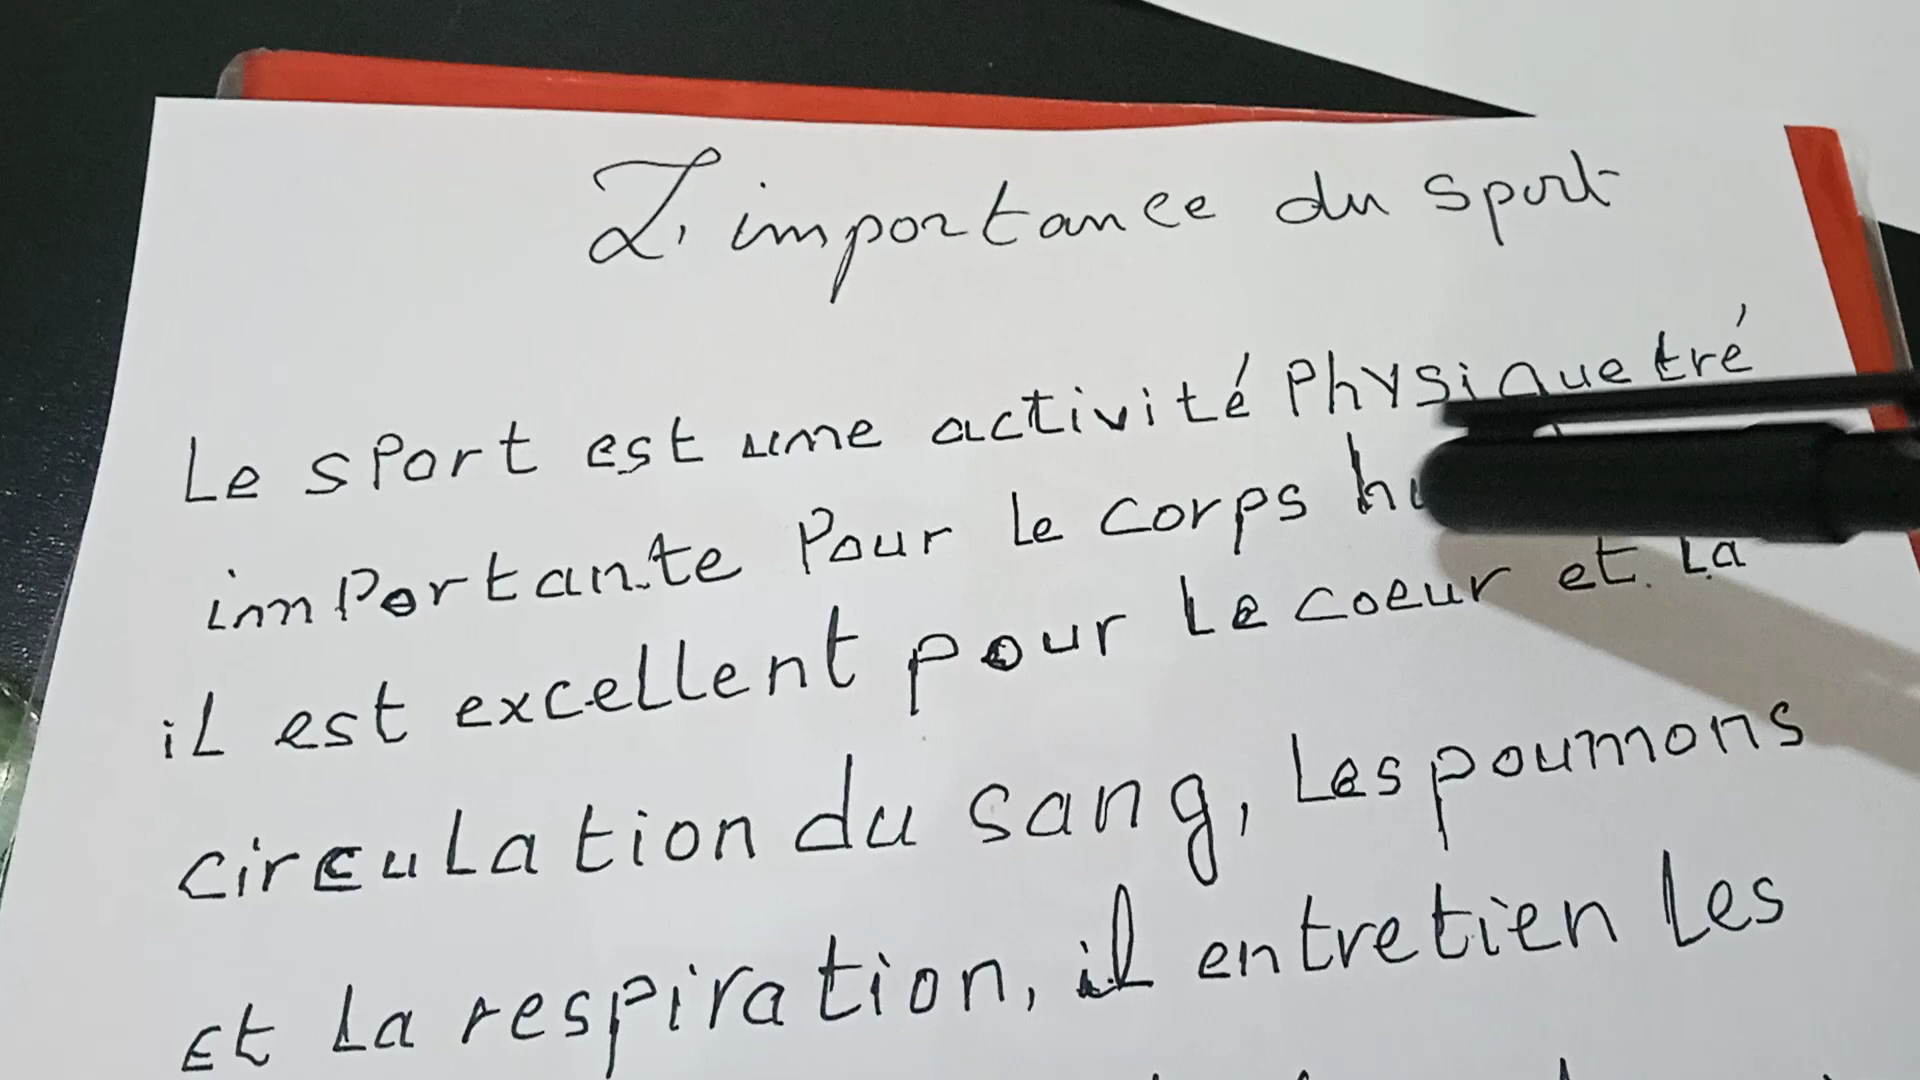 L'importance du sport
Le sport est une activité Physique tré
importante Pour le corps
il est excellent pour le coeur et la
circulation du sang, les poumons
et la respiration, il entretien les